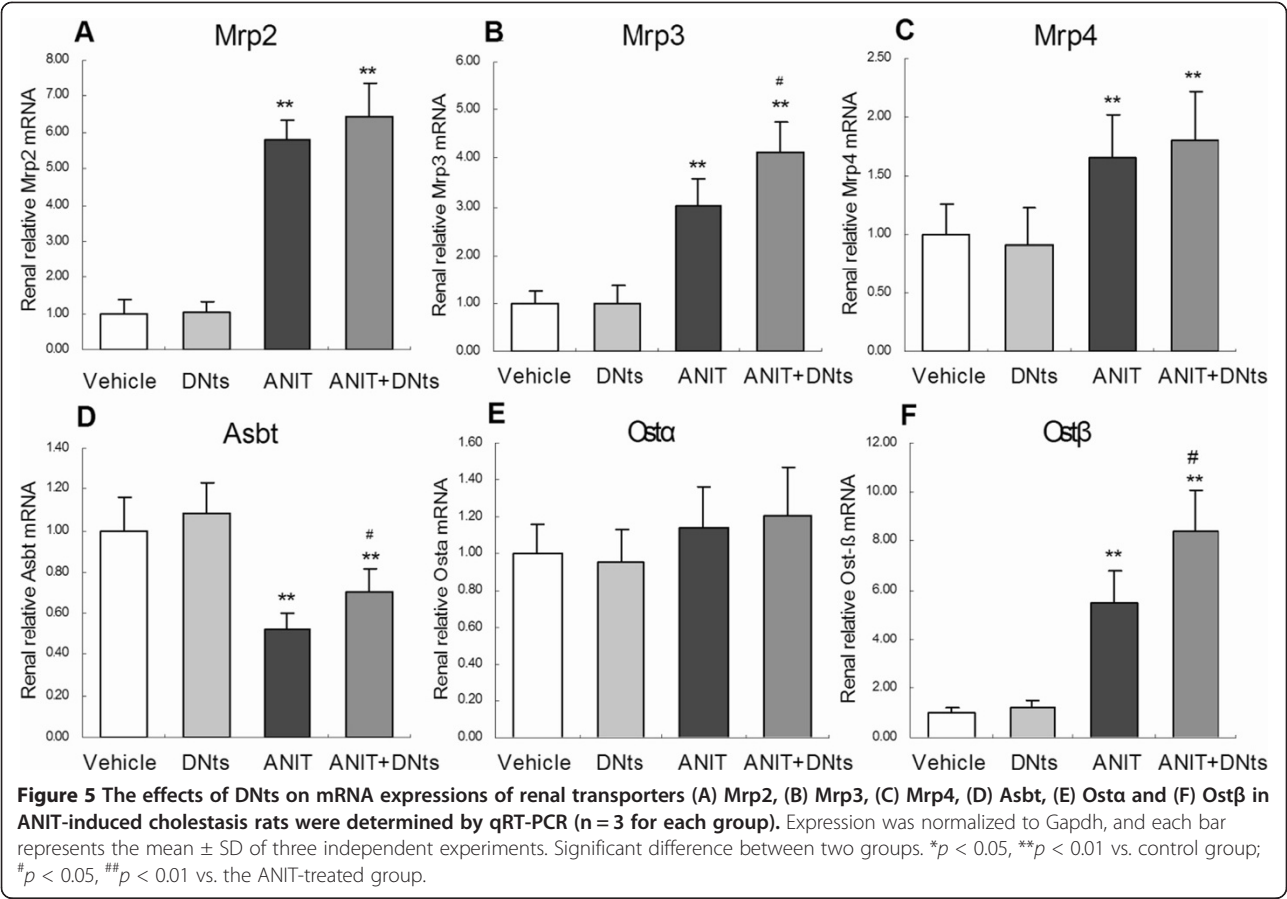 A Mrp2
Renal relative Mrp2 mRNA
8.00
7.00
6.00
5.00
4.00
3.00
2.00
1.00
0.00
**
**
Vehicle DNts ANIT ANIT+DNts
B Mrp3
Renal relative Mrp3 mRNA
6.00
5.00
4.00
3.00
2.00
1.00
0.00
**
#
**
Vehicle DNts ANIT ANIT+DNts
C Mrp4
Renal relative Mrp4 mRNA
2.50
2.00
1.50
1.00
0.50
0.00
**
**
Vehicle DNts ANIT ANIT+DNts
D Asbt
Renal relative Asbt mRNA
1.40
1.20
1.00
0.80
0.60
0.40
0.20
0.00
**
#
**
Vehicle DNts ANIT ANIT+DNts
E Ostα
Renal relative Osta mRNA
1.60
1.40
1.20
1.00
0.80
0.60
0.40
0.20
0.00
Vehicle DNts ANIT ANIT+DNts
F Ostβ
Renal relative Ost-ß mRNA
12.00
10.00
8.00
6.00
4.00
2.00
0.00
**
#
**
Vehicle DNts ANIT ANIT+DNts
Figure 5 The effects of DNts on mRNA expressions of renal transporters (A) Mrp2, (B) Mrp3, (C) Mrp4, (D) Asbt, (E) Ostα and (F) Ostβ in
ANIT-induced cholestasis rats were determined by qRT-PCR (n = 3 for each group). Expression was normalized to Gapdh, and each bar
represents the mean ± SD of three independent experiments. Significant difference between two groups. *p < 0.05, **p < 0.01 vs. control group;
#p < 0.05, ##p < 0.01 vs. the ANIT-treated group.